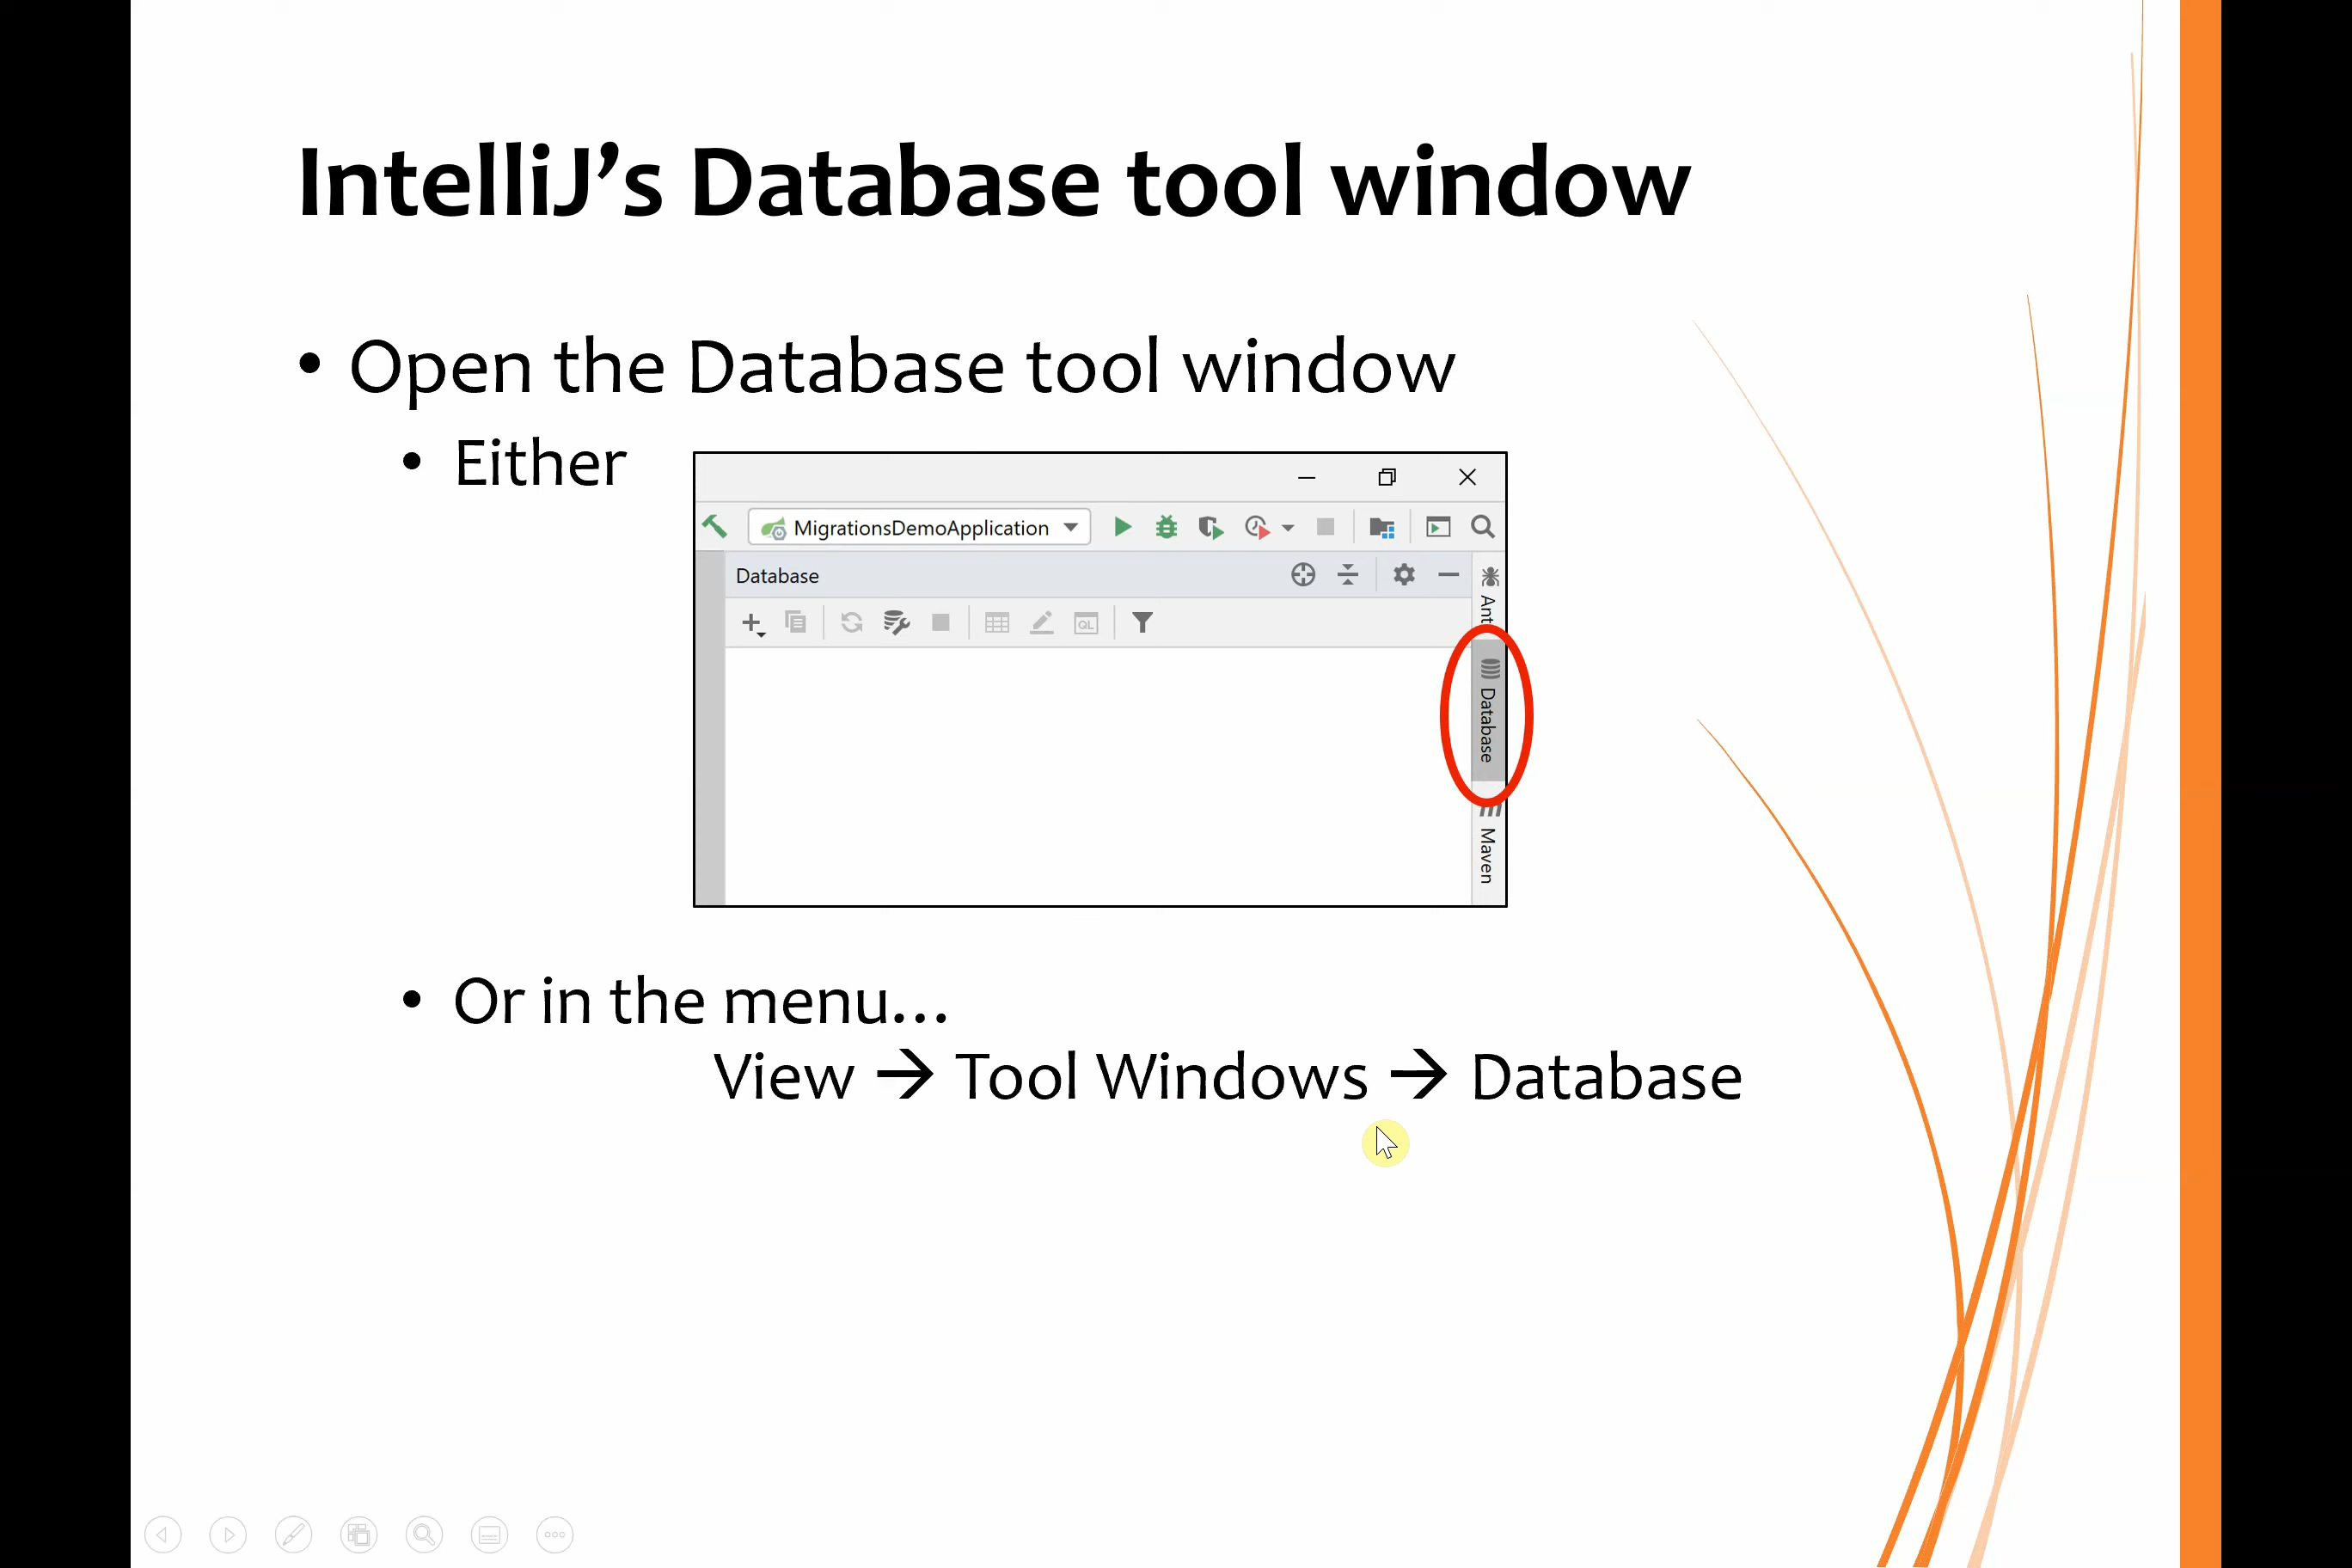 IntelliJ’s Database tool window
• Open the Database tool window
• Either
MigrationsDemoApplication
Database
QL
Ant
Database
Maven
• Or in the menu…
View → Tool Windows → Database